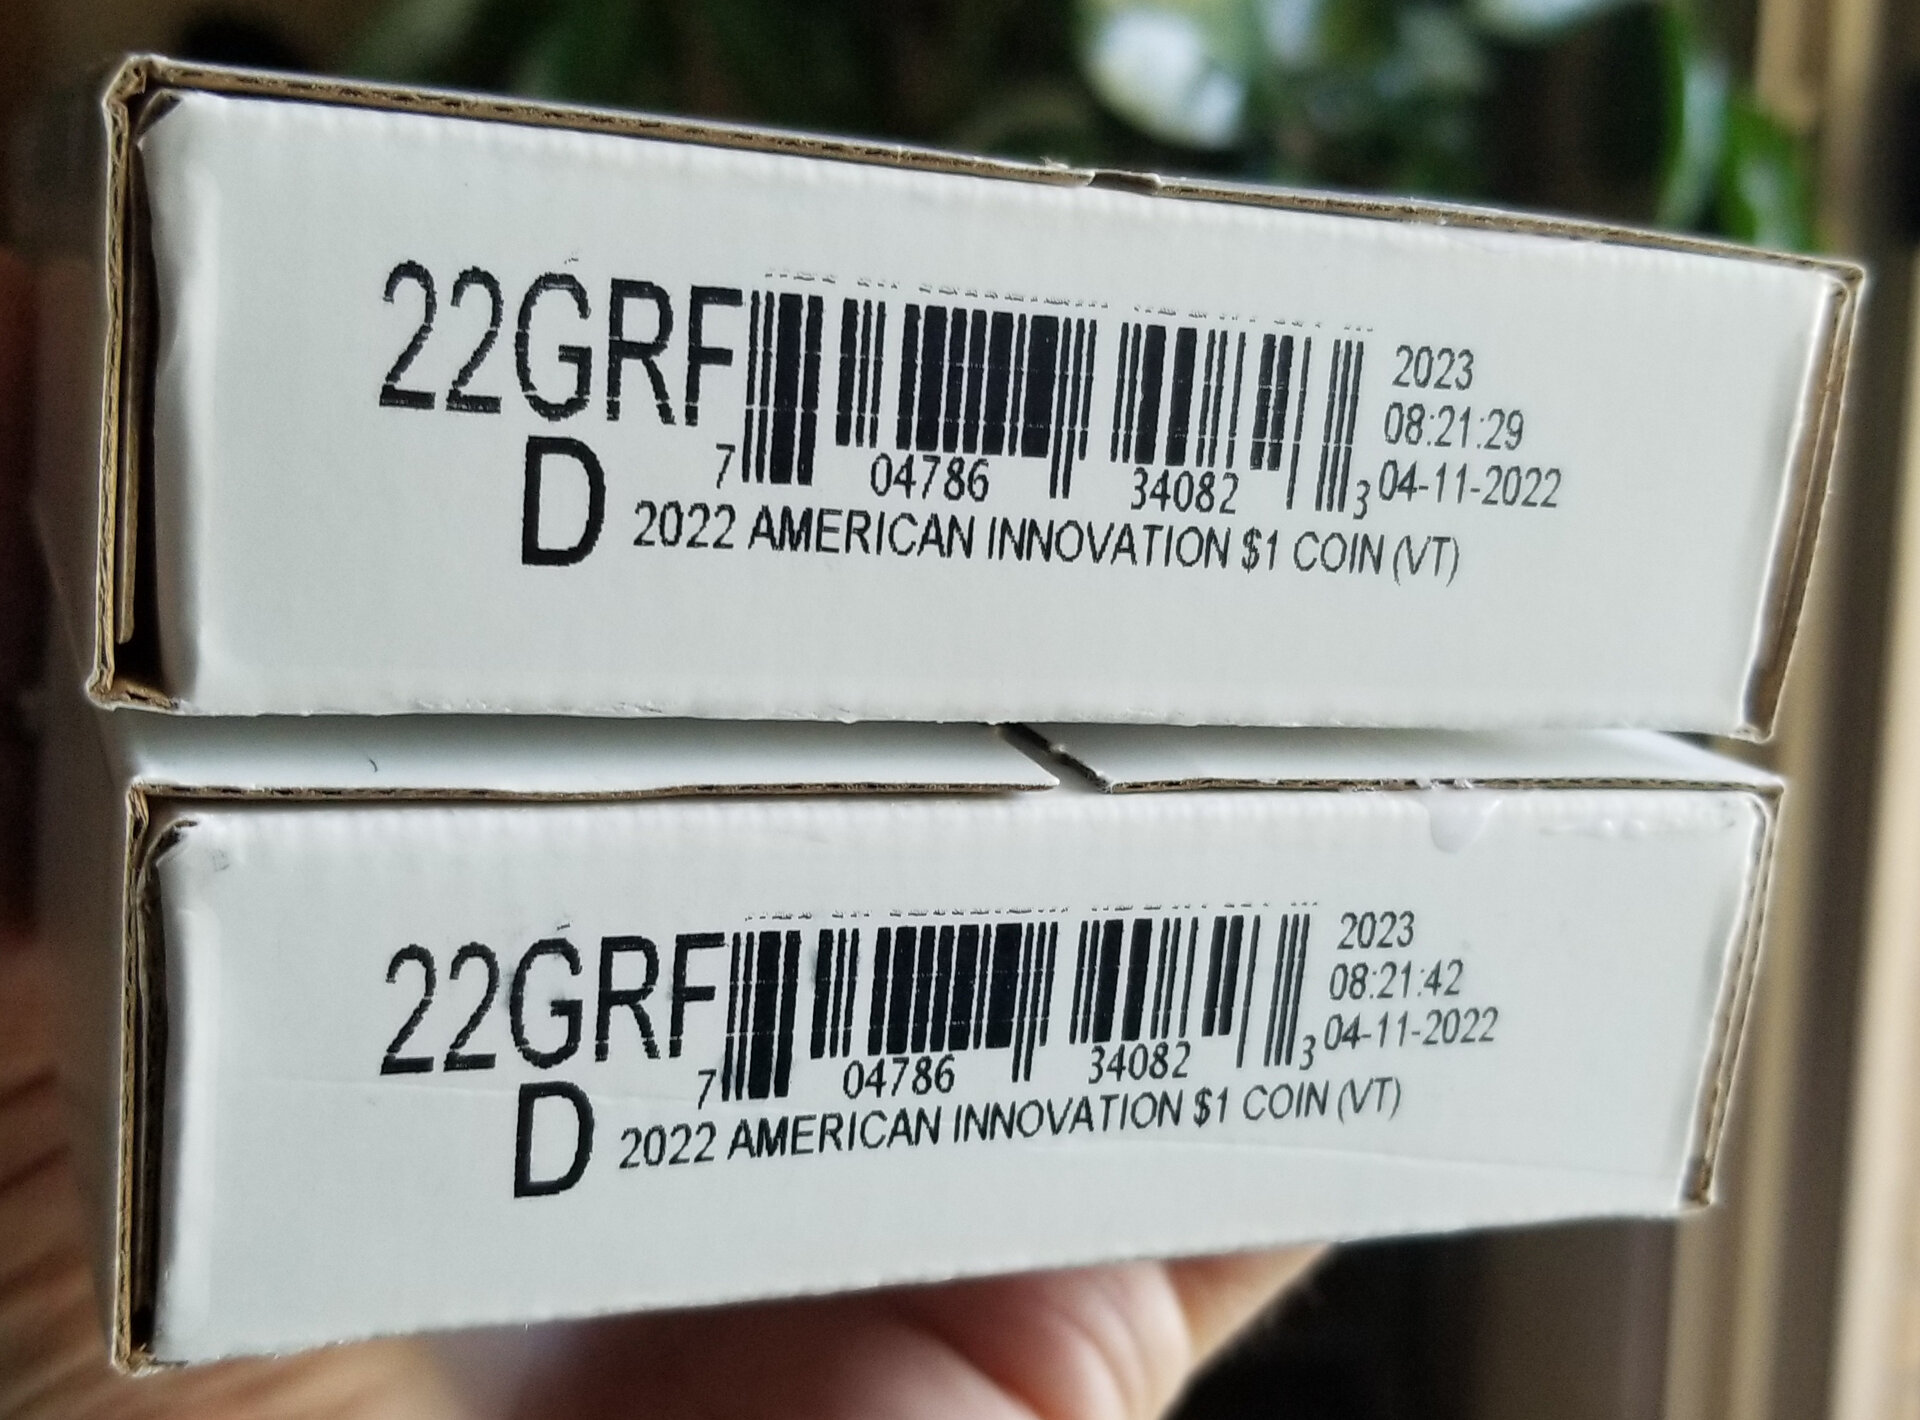 22GRF
2023
08:21:29
7 04786 34082 3 04-11-2022
D 2022 AMERICAN INNOVATION $1 COIN (VT)
22GRF
2023
08:21:42
7 04786 34082 3 04-11-2022
D 2022 AMERICAN INNOVATION $1 COIN (VT)